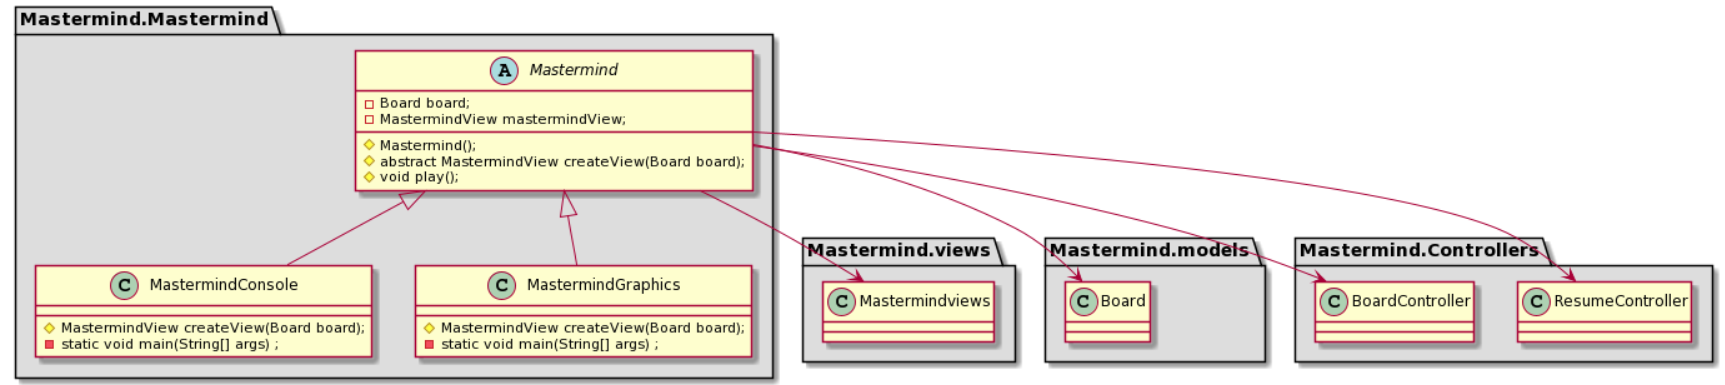 Mastermind.Mastermind
A Mastermind
Board board;
MastermindView mastermindView;
Mastermind();
abstract MastermindView createView(Board board);
void play();
C MastermindConsole
MastermindView createView(Board board);
static void main(String[] args) ;
C MastermindGraphics
MastermindView createView(Board board);
static void main(String[] args) ;
Mastermind.views
C Mastermindviews
Mastermind.models
C Board
Mastermind.Controllers
C BoardController
C ResumeController